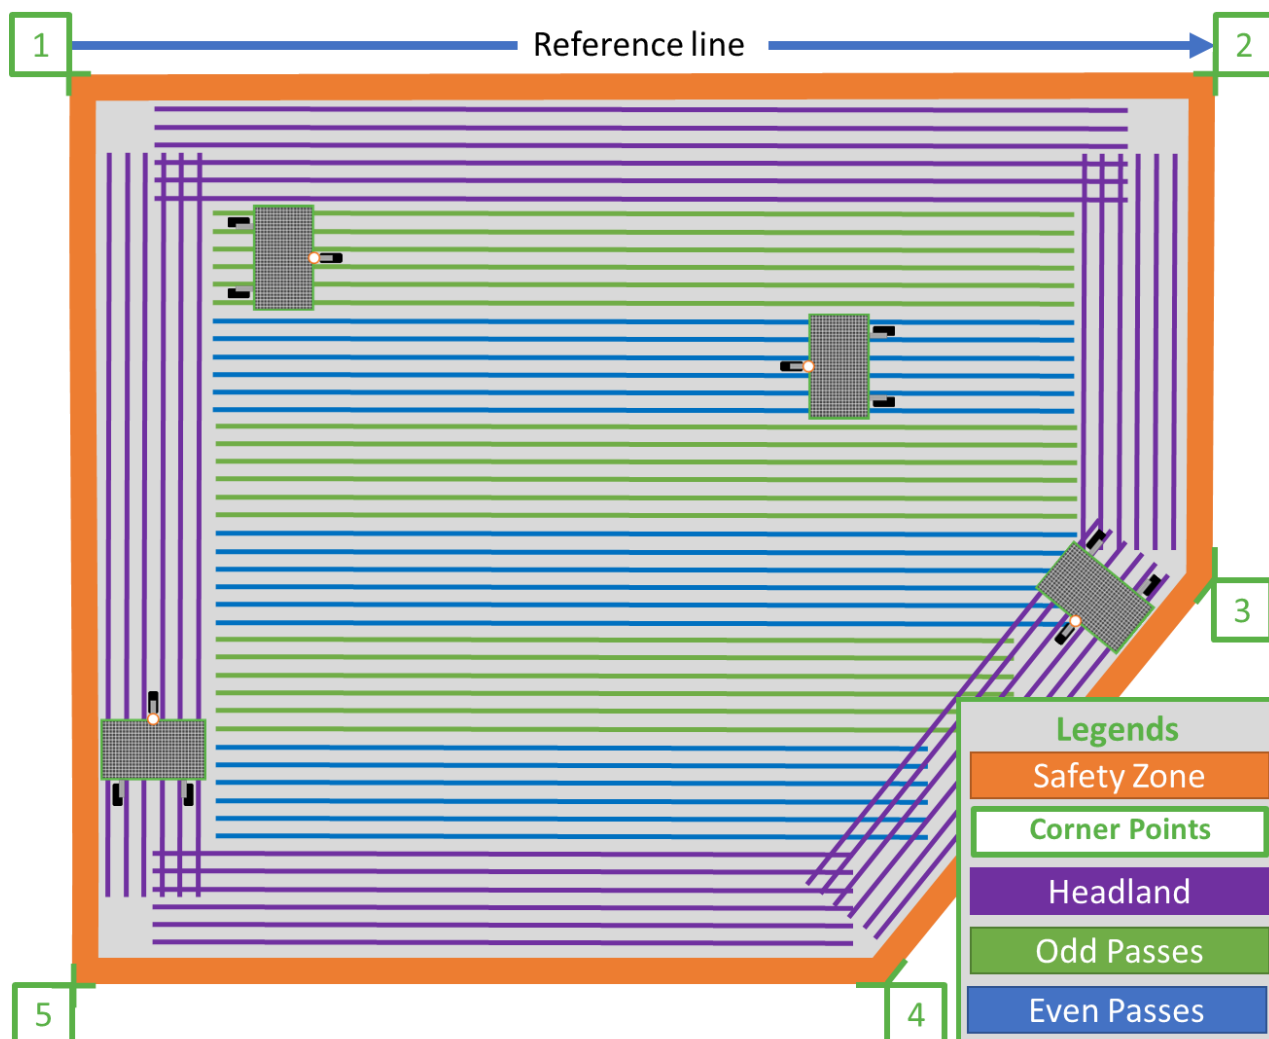 1
Reference line
2
3
Legends
Safety Zone
Corner Points
Headland
Odd Passes
Even Passes
5
4